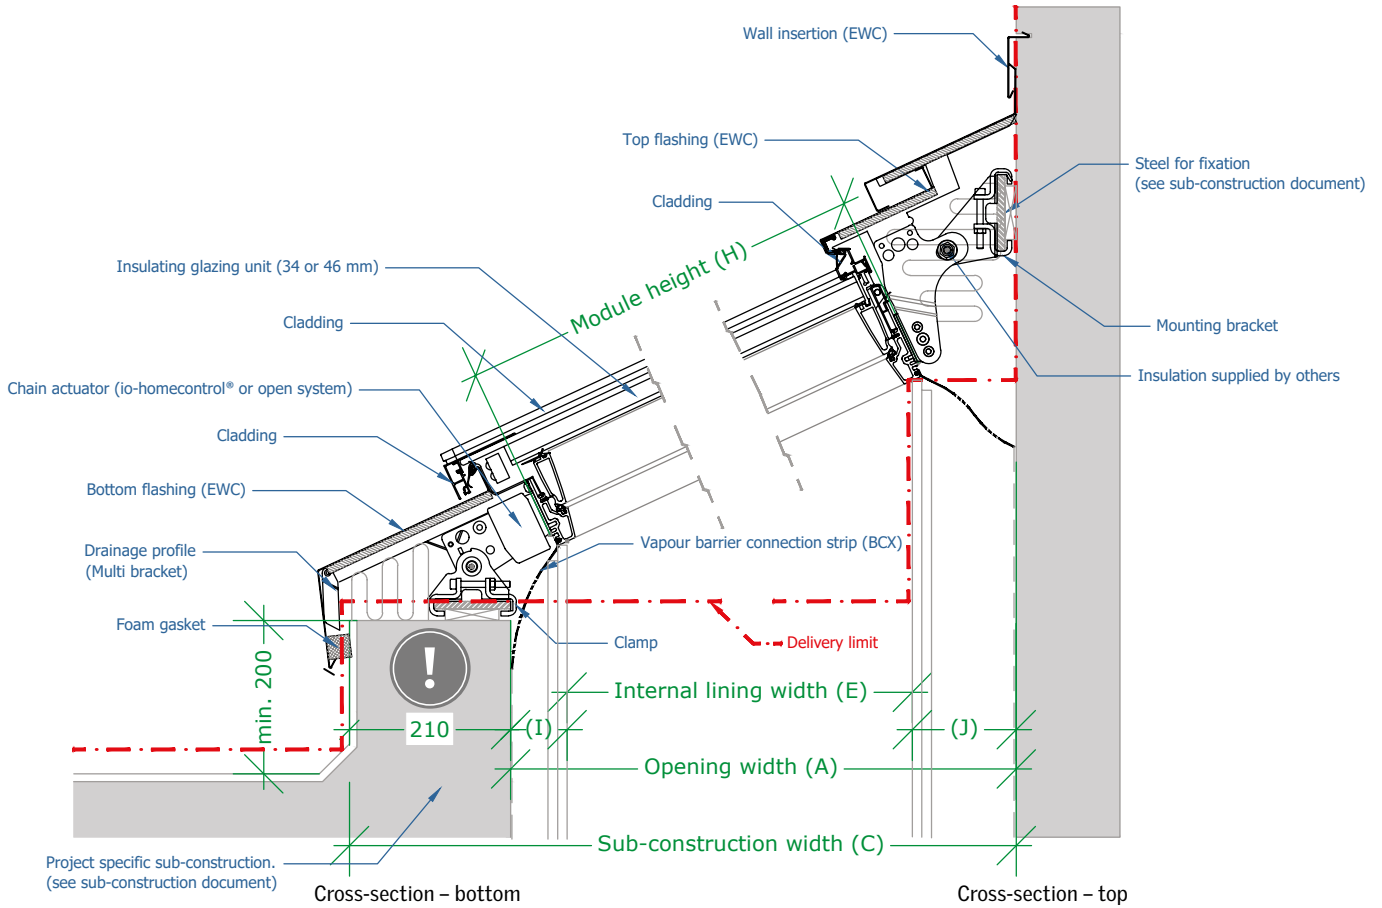 Wall insertion (EWC)
Top flashing (EWC)
Steel for fixation
(see sub-construction document)
Cladding
Module height (H)
Insulating glazing unit (34 or 46 mm)
Cladding
Mounting bracket
Chain actuator (io-homecontrol® or open system)
Insulation supplied by others
Cladding
Bottom flashing (EWC)
Drainage profile
(Multi bracket)
Vapour barrier connection strip (BCX)
Foam gasket
Clamp
Delivery limit
!
min. 200
Internal lining width (E)
210
(I)
(J)
Opening width (A)
Sub-construction width (C)
Project specific sub-construction.
(see sub-construction document)
Cross-section – bottom
Cross-section – top